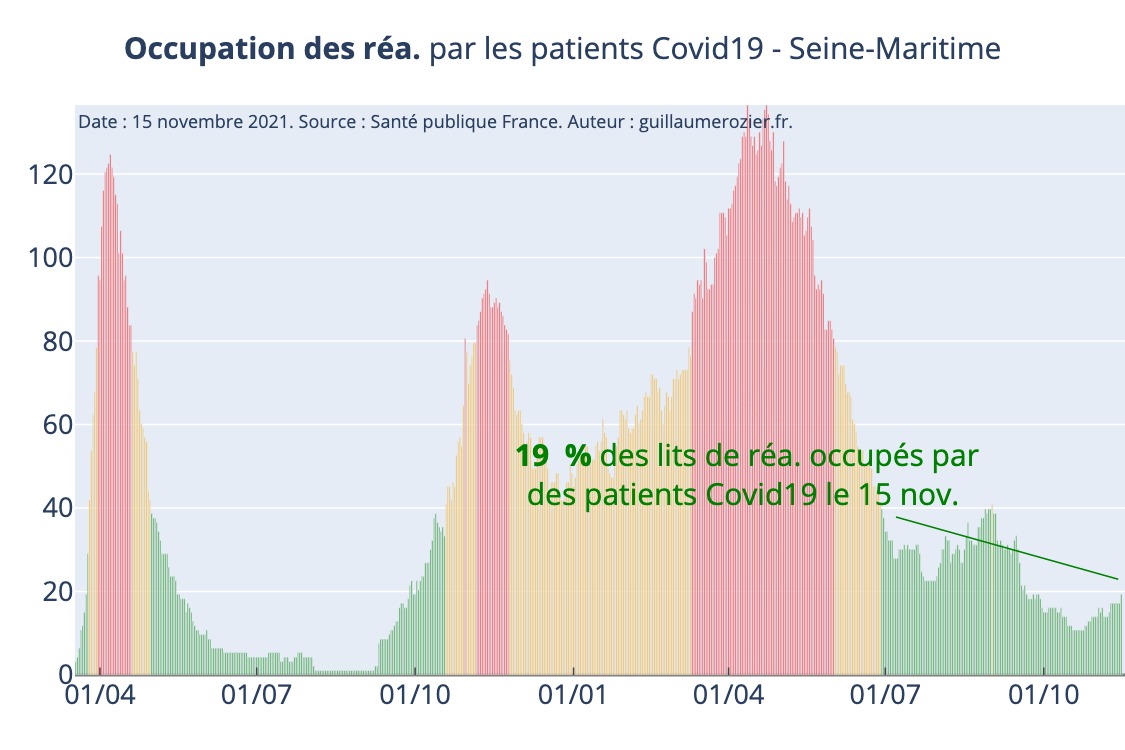 Occupation des réa. par les patients Covid19 - Seine-Maritime
Date : 15 novembre 2021. Source : Santé publique France. Auteur : guillaumerozier.fr.
120
100
80
60
19 % des lits de réa. occupés par
des patients Covid19 le 15 nov.
40
20
0
01/04 01/07 01/10 01/01 01/04 01/07 01/10